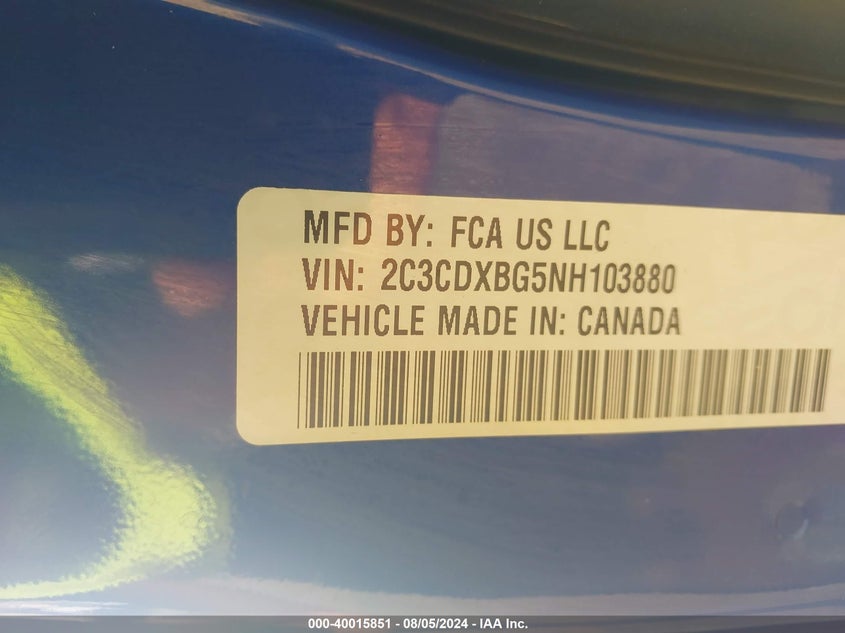 MFD BY: FCA US LLC
VIN: 2C3CDXBG5NH103880
VEHICLE MADE IN: CANADA
000-40015851 - 08/05/2024 - IAA Inc.